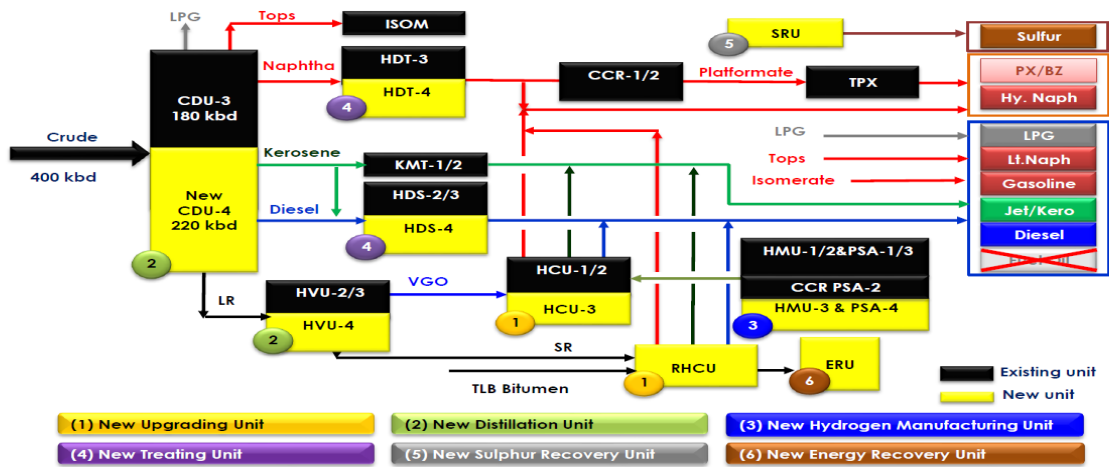 LPG
Tops
ISOM
SRU
5
Sulfur
Naphtha
HDT-3
HDT-4
4
CCR-1/2
Platformate
TPX
PX/BZ
Hy. Naph
CDU-3
180 kbd
Crude
400 kbd
New
CDU-4
220 kbd
2
Kerosene
KMT-1/2
Diesel
HDS-2/3
HDS-4
4
LPG
LPG
Tops
Lt.Naph
Isomerate
Gasoline
Jet/Kero
Diesel
LR
HVU-2/3
HVU-4
2
VGO
HCU-1/2
HCU-3
1
HMU-1/2&PSA-1/3
CCR PSA-2
HMU-3 & PSA-4
3
SR
TLB Bitumen
RHCU
1
ERU
6
Existing unit
New unit
(1) New Upgrading Unit
(2) New Distillation Unit
(3) New Hydrogen Manufacturing Unit
(4) New Treating Unit
(5) New Sulphur Recovery Unit
(6) New Energy Recovery Unit